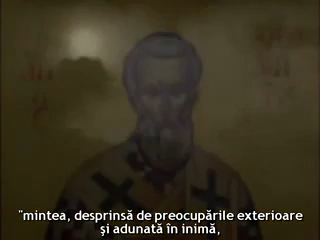 "mintea, desprinsă de preocupările exterioare
şi adunată în inimă,